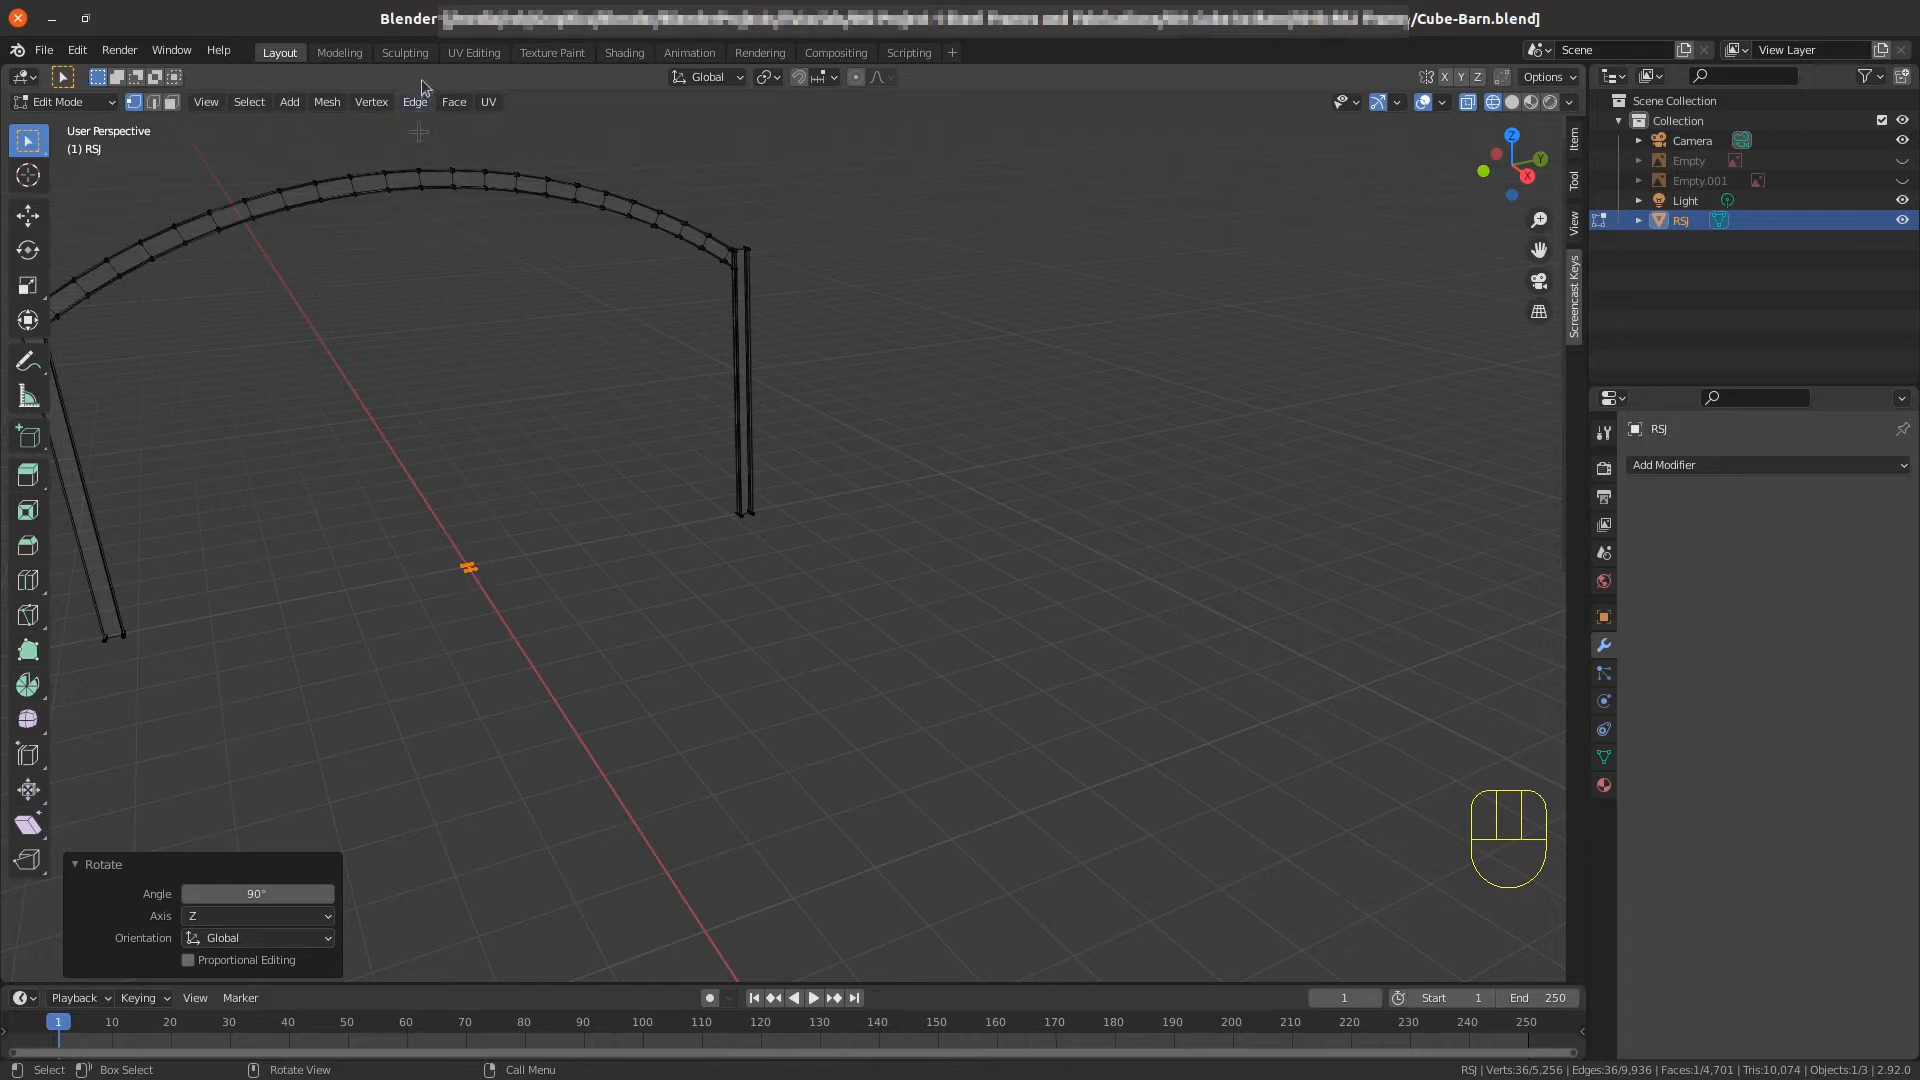 Blender
/Cube-Barn.blend]
File Edit Render Window Help
Layout Modeling Sculpting UV Editing Texture Paint Shading Animation Rendering Compositing Scripting +
Scene
View Layer
Global
X Y Z
Options
Edit Mode
View Select Add Mesh Vertex Edge Face UV
User Perspective
(1) RSJ
Z
Y
X
Item
Tool
View
Screencast Keys
Scene Collection
Collection
Camera
Empty
Empty.001
Light
RSJ
RSJ
Add Modifier
Rotate
Angle 90°
Axis Z
Orientation Global
Proportional Editing
Playback Keying View Marker
1
Start 1
End 250
1 10 20 30 40 50 60 70 80 90 100 110 120 130 140 150 160 170 180 190 200 210 220 230 240 250
Select
Box Select
Rotate View
Call Menu
RSJ | Verts:36/5,256 | Edges:36/9,936 | Faces:1/4,701 | Tris:10,074 | Objects:1/3 | 2.92.0